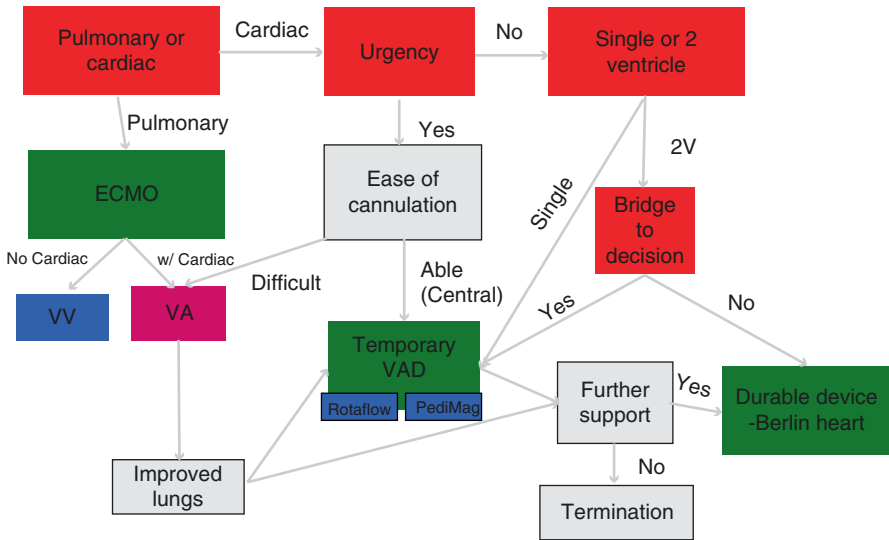 Pulmonary or
cardiac
Cardiac
Urgency
No
Single or 2
ventricle
Pulmonary
Yes
2V
ECMO
Ease of
cannulation
Single
Bridge
to
decision
No Cardiac
w/ Cardiac
Difficult
Able
(Central)
Yes
No
VV
VA
Temporary
VAD
Rotaflow
PediMag
Further
support
Yes
Durable device
-Berlin heart
Improved
lungs
No
Termination